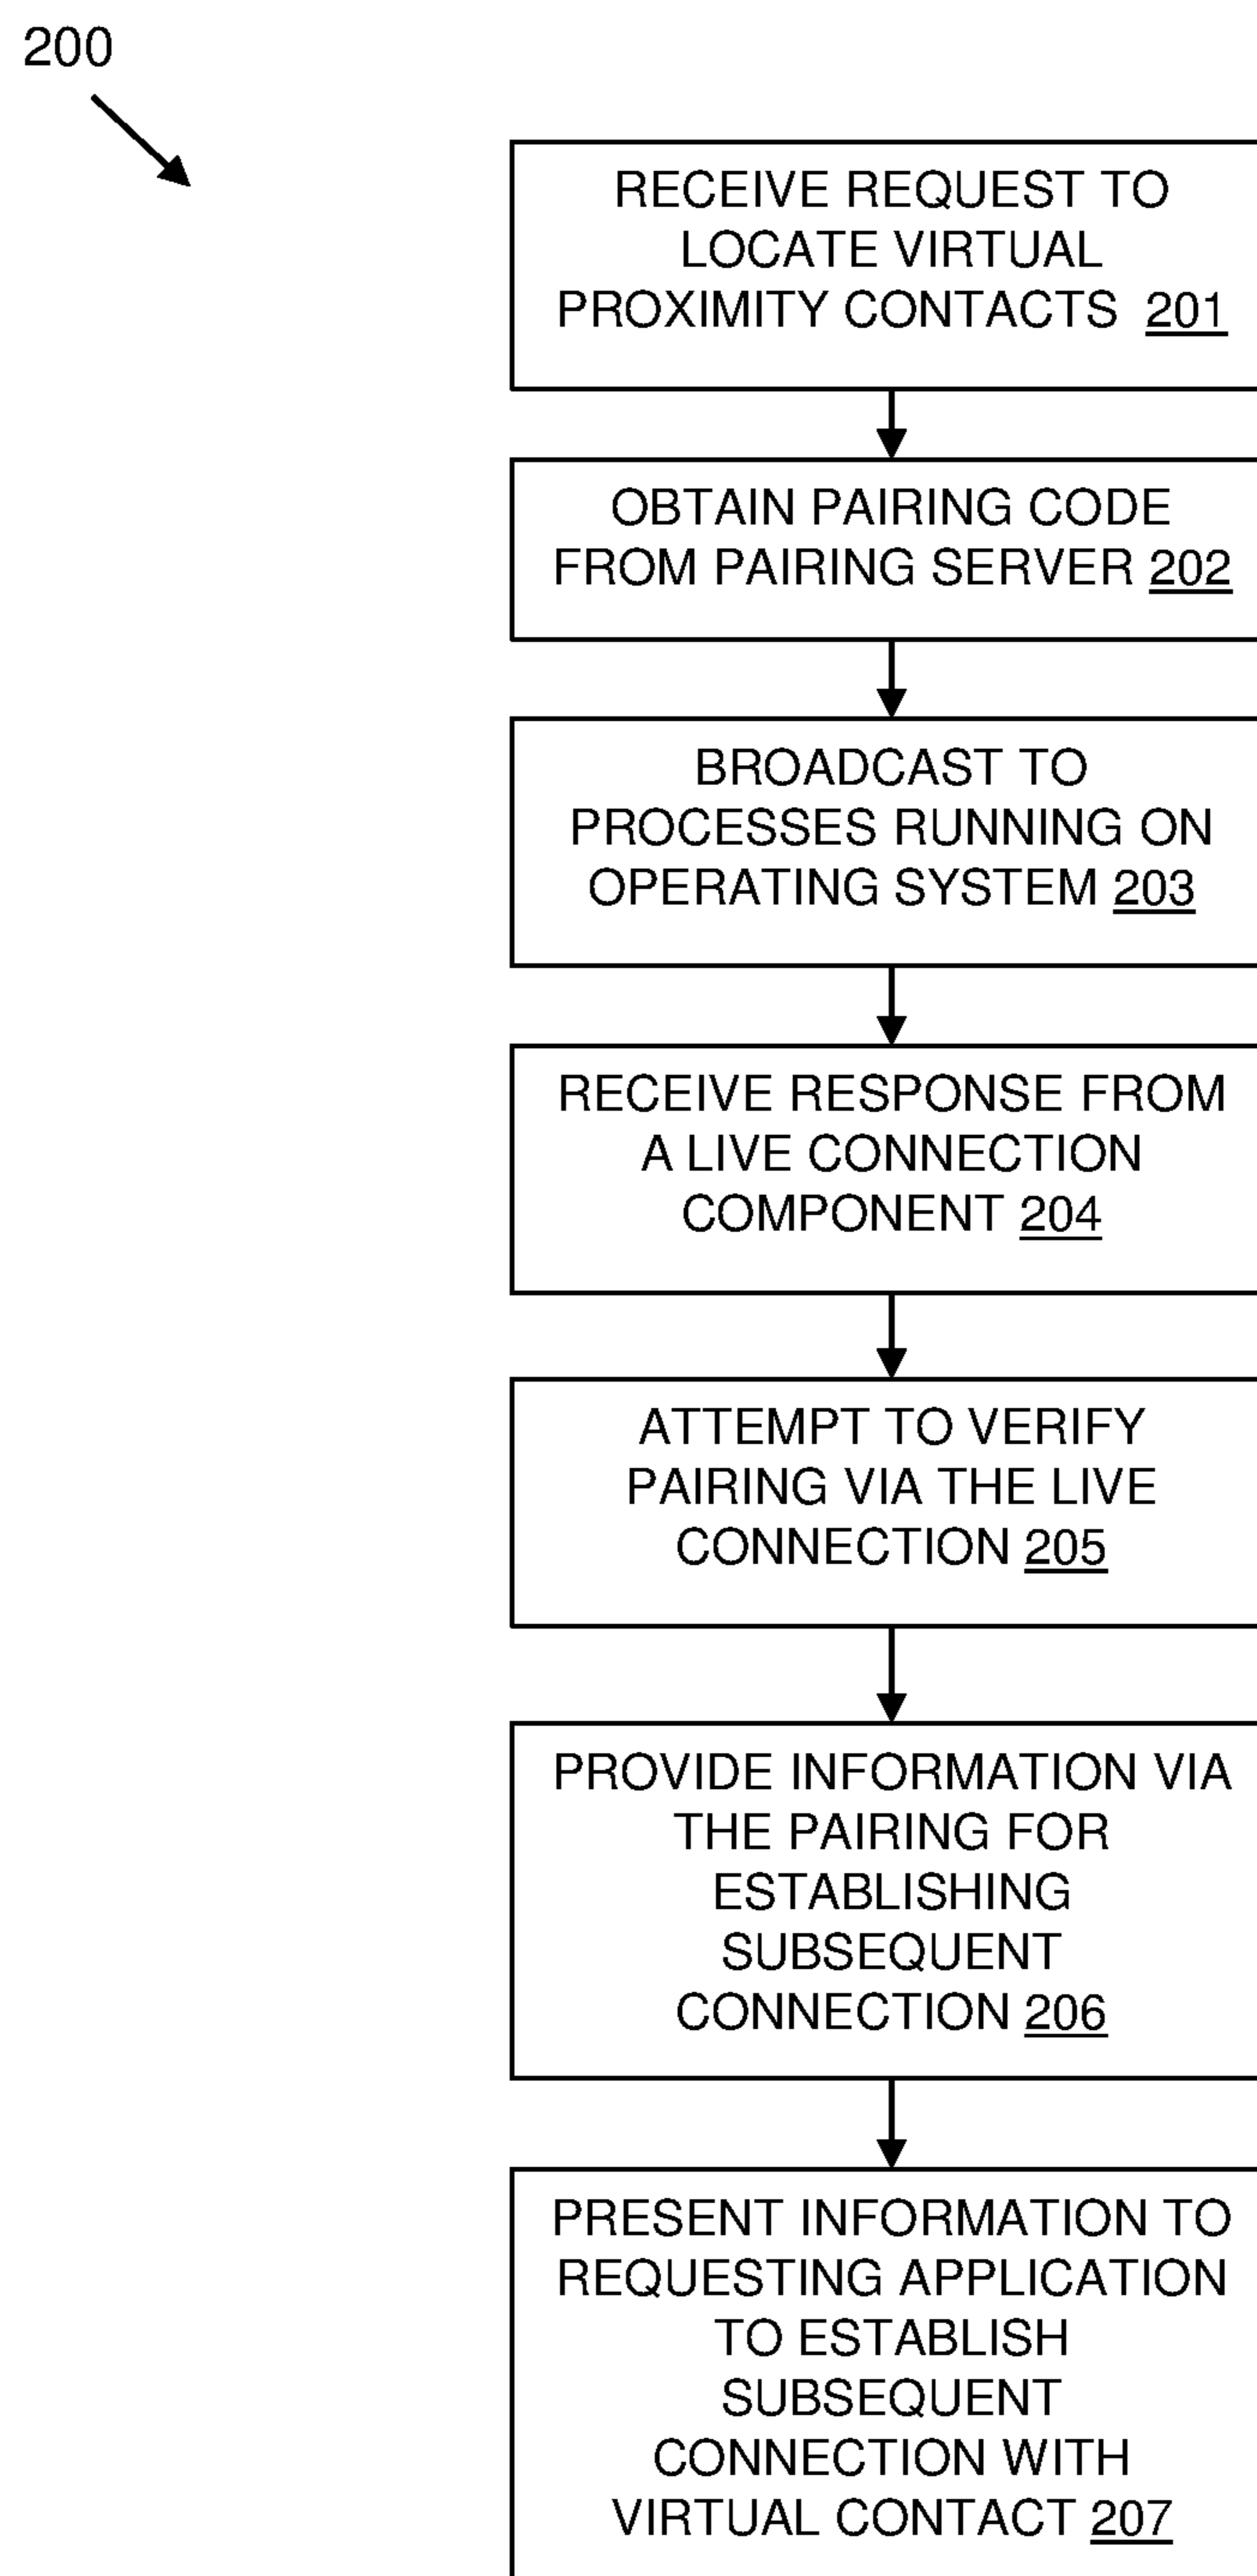 200
RECEIVE REQUEST TO
LOCATE VIRTUAL
PROXIMITY CONTACTS 201
OBTAIN PAIRING CODE
FROM PAIRING SERVER 202
BROADCAST TO
PROCESSES RUNNING ON
OPERATING SYSTEM 203
RECEIVE RESPONSE FROM
A LIVE CONNECTION
COMPONENT 204
ATTEMPT TO VERIFY
PAIRING VIA THE LIVE
CONNECTION 205
PROVIDE INFORMATION VIA
THE PAIRING FOR
ESTABLISHING
SUBSEQUENT
CONNECTION 206
PRESENT INFORMATION TO
REQUESTING APPLICATION
TO ESTABLISH
SUBSEQUENT
CONNECTION WITH
VIRTUAL CONTACT 207